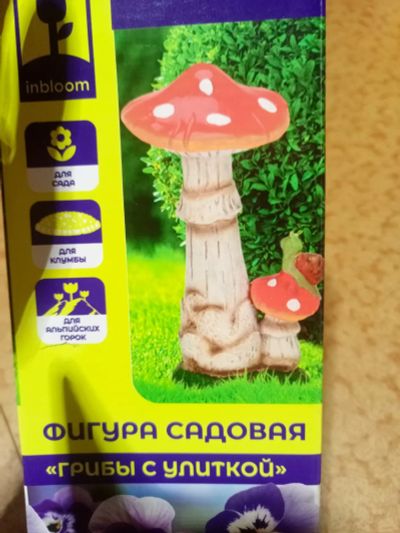 inbloom
ДЛЯ
САДА
ДЛЯ
КЛУМБЫ
ДЛЯ
АЛЬПИЙСКИХ
ГОРОК
ФИГУРА САДОВАЯ
«ГРИБЫ С УЛИТКОЙ»